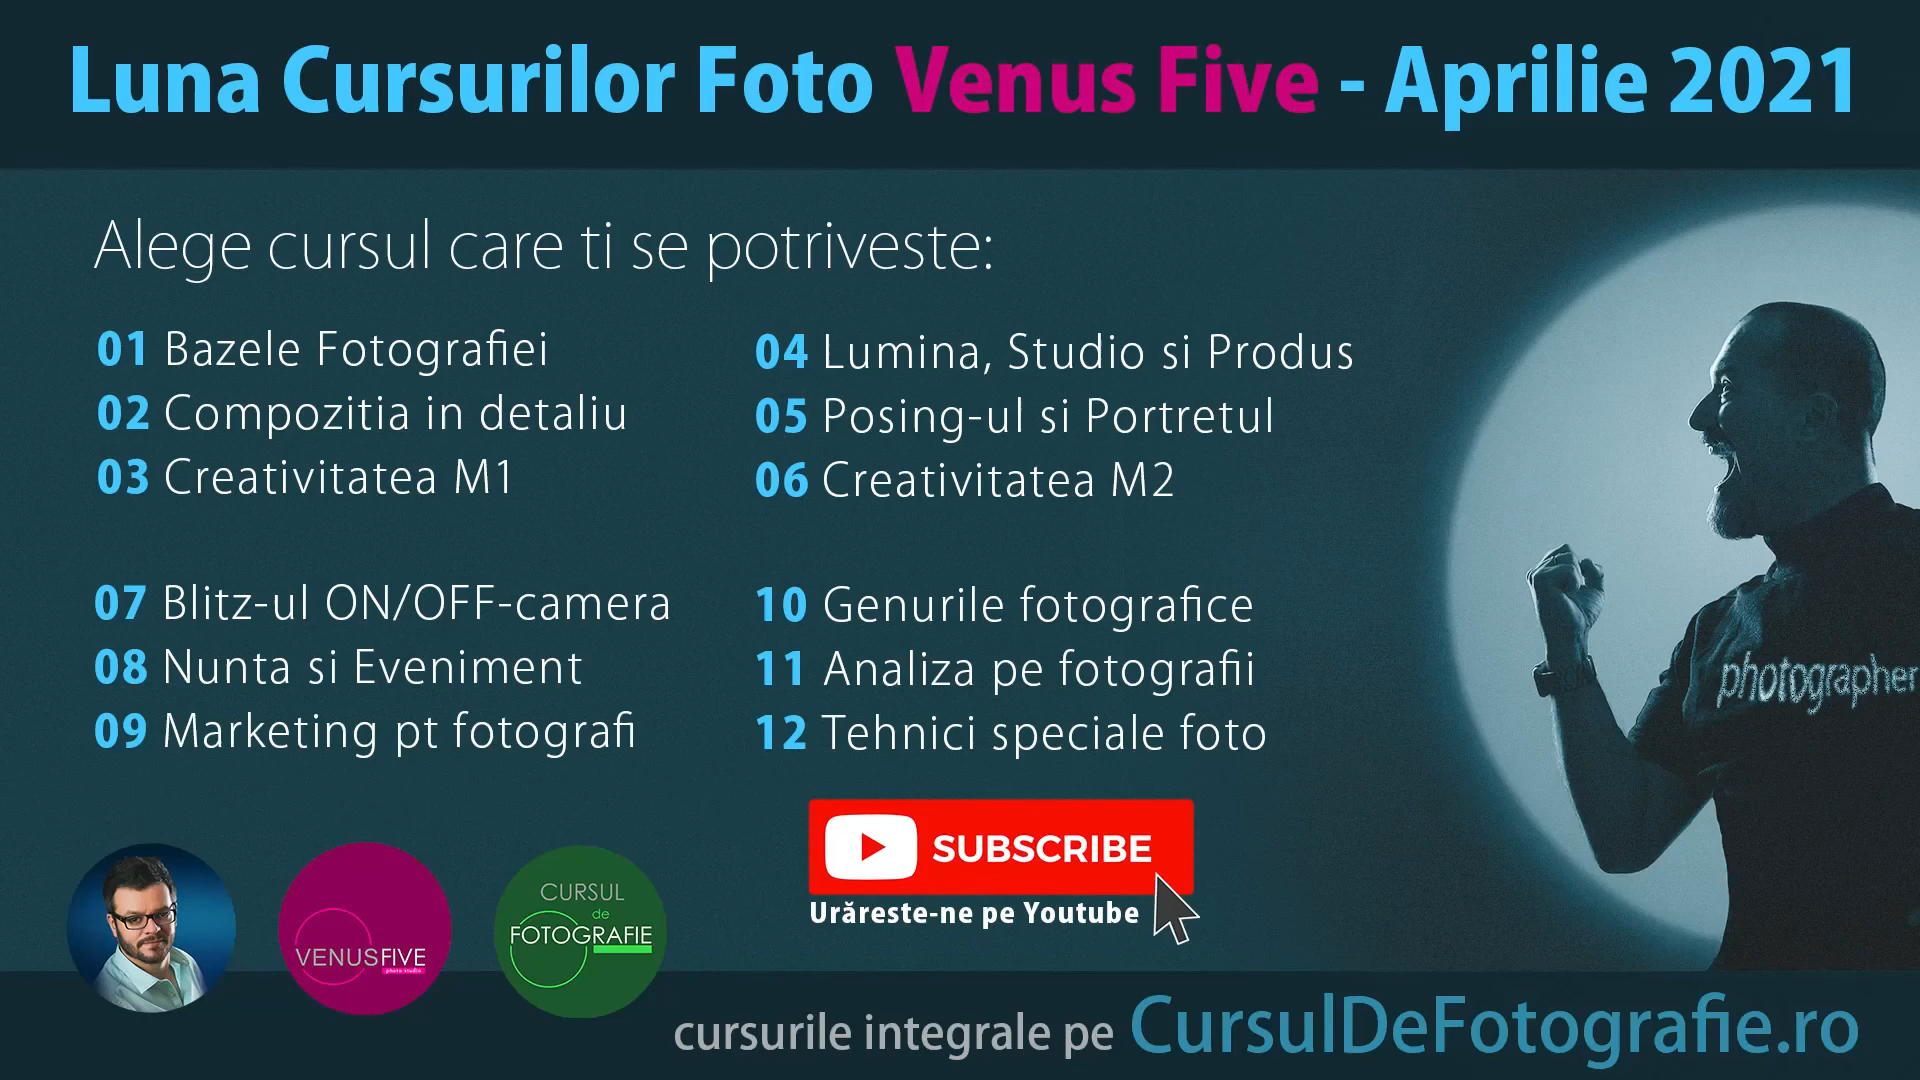 Luna Cursurilor Foto Venus Five - Aprilie 2021
Alege cursul care ti se potriveste:
01 Bazele Fotografiei
02 Compozitia in detaliu
03 Creativitatea M1
04 Lumina, Studio si Produs
05 Posing-ul si Portretul
06 Creativitatea M2
07 Blitz-ul ON/OFF-camera
08 Nunta si Eveniment
09 Marketing pt fotografi
10 Genurile fotografice
11 Analiza pe fotografii
12 Tehnici speciale foto
photographer
SUBSCRIBE
Urăreste-ne pe Youtube
VENUSFIVE
photo studio
CURSUL
de
FOTOGRAFIE
cursurile integrale pe CursulDeFotografie.ro